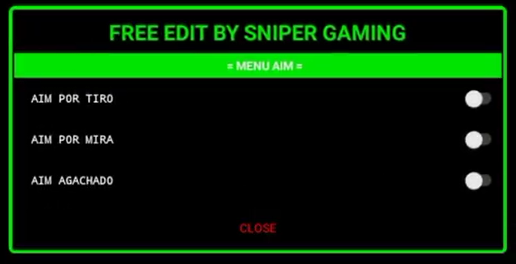 FREE EDIT BY SNIPER GAMING
= MENU AIM =
AIM POR TIRO
AIM POR MIRA
AIM AGACHADO
CLOSE